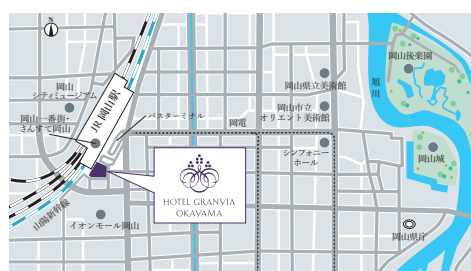 N
岡山後楽園
旭川
岡山
シティミュージアム
JR 岡山駅
岡山県立美術館
岡山一番街・
さんすて岡山
バスターミナル
岡電
岡山市立
オリエント美術館
シンフォニー
ホール
岡山城
HOTEL GRANVIA
OKAYAMA
山陽新幹線
イオンモール岡山
岡山県庁